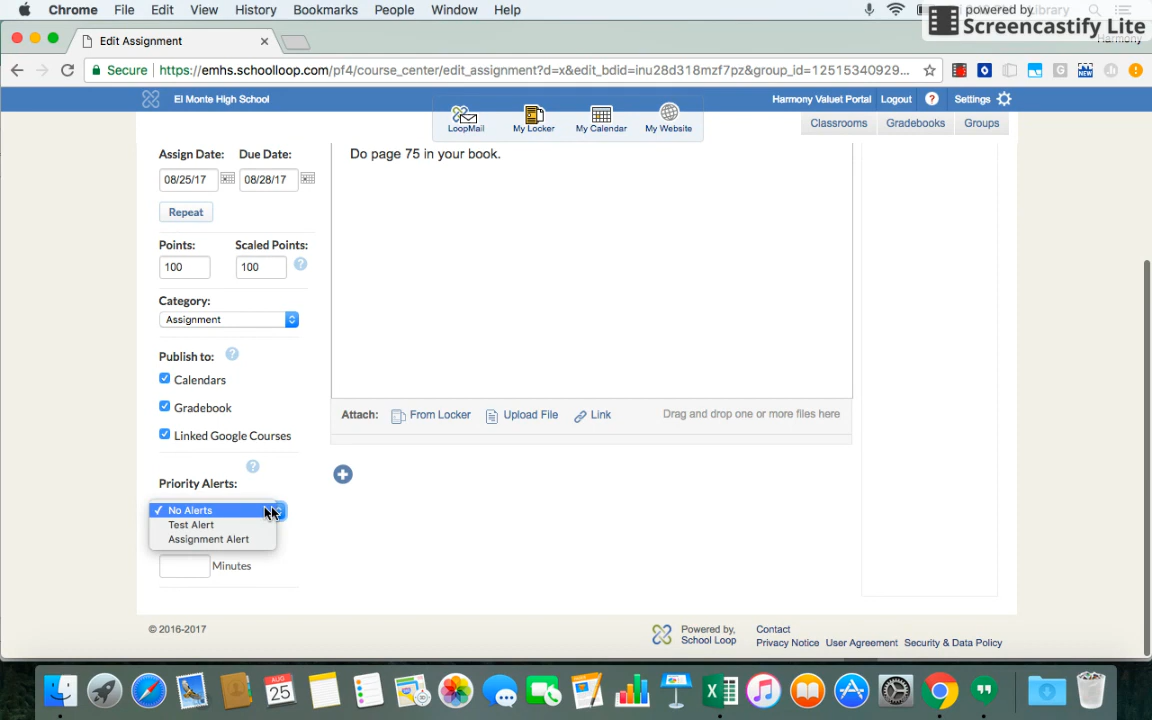 Chrome File Edit View History Bookmarks People Window Help
powered by
Screencastify Lite
Library
Harmony
Edit Assignment
Secure https://emhs.schoolloop.com/pf4/course_center/edit_assignment?d=x&edit_bdid=inu28d318mzf7pz&group_id=12515340929...
NEW
El Monte High School
LoopMail My Locker My Calendar My Website
Harmony Valuet Portal Logout ? Settings
Classrooms Gradebooks Groups
Assign Date: Due Date:
08/25/17 08/28/17
Do page 75 in your book.
Repeat
Points: Scaled Points:
100 100 ?
Category:
Assignment
Publish to: ?
Calendars
Gradebook
Linked Google Courses
Attach: From Locker Upload File Link Drag and drop one or more files here
?
Priority Alerts:
✓ No Alerts
Test Alert
Assignment Alert
Minutes
© 2016-2017
Powered by,
School Loop
Contact
Privacy Notice User Agreement Security & Data Policy
AUG
25